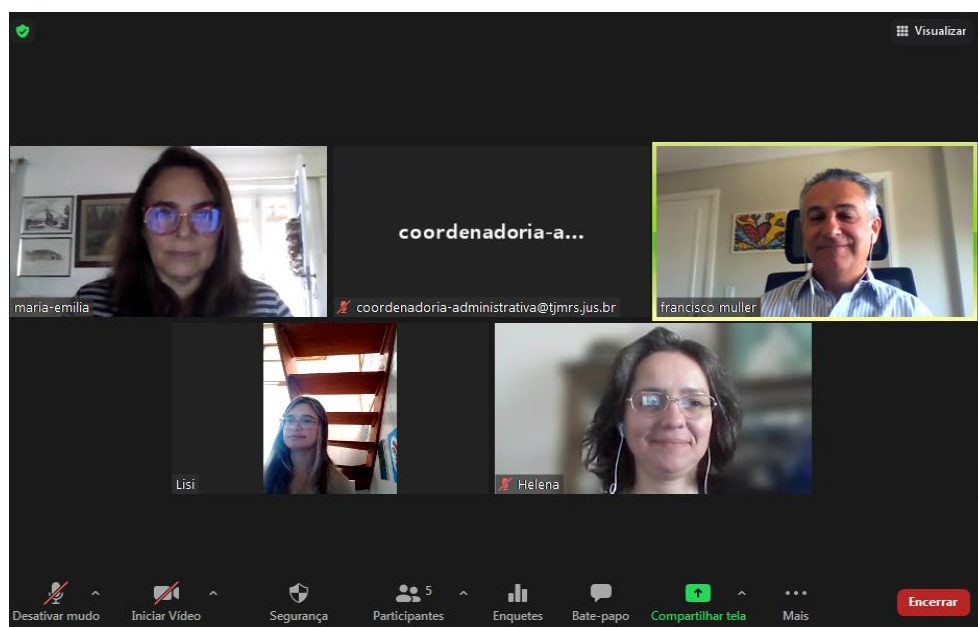 Visualizar
coordenadoria-a...
maria-emilia
coordenadoria-administrativa@tjmrs.jus.br
francisco muller
Lisi
Helena
5
Desativar mudo
Iniciar Vídeo
Segurança
Participantes
Enquetes
Bate-papo
Compartilhar tela
Mais
Encerrar